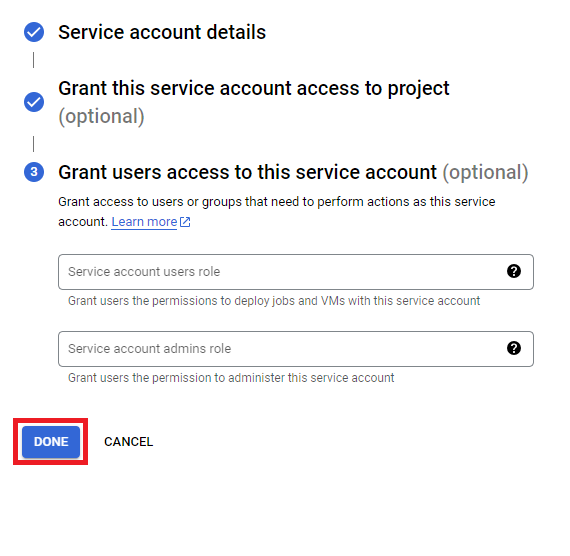 Service account details
Grant this service account access to project
(optional)
3 Grant users access to this service account (optional)
Grant access to users or groups that need to perform actions as this service
account. Learn more
Service account users role ?
Grant users the permissions to deploy jobs and VMs with this service account
Service account admins role ?
Grant users the permission to administer this service account
DONE CANCEL